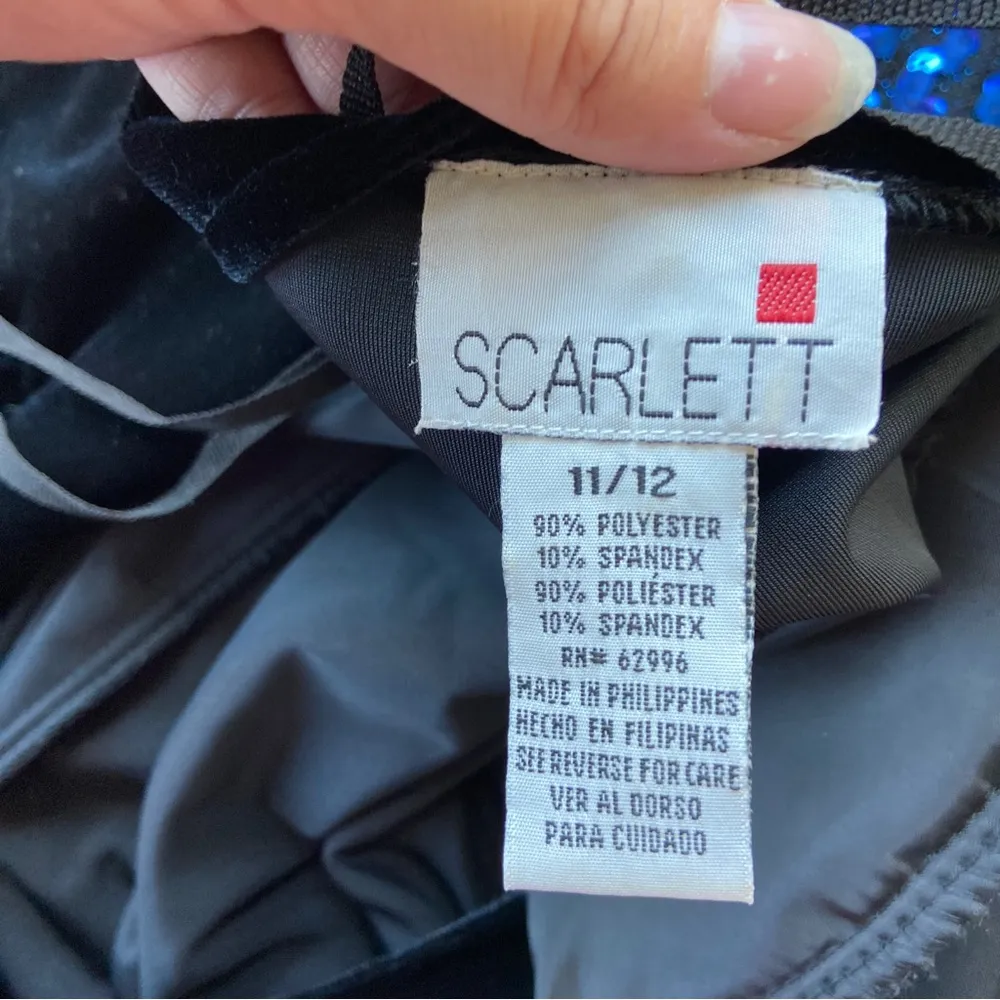 SCARLETT
11/12
90% POLYESTER
10% SPANDEX
90% POLIÉSTER
10% SPANDEX
RN# 62996
MADE IN PHILIPPINES
HECHO EN FILIPINAS
SEE REVERSE FOR CARE
VER AL DORSO
PARA CUIDADO